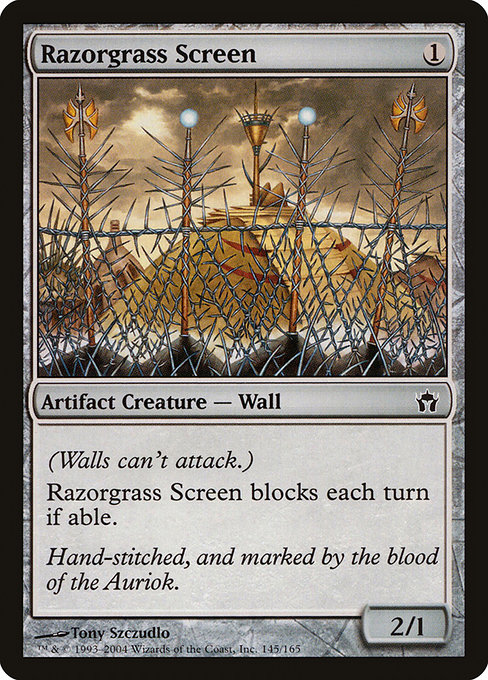 Razorgrass Screen 1
Artifact Creature — Wall
(Walls can't attack.)
Razorgrass Screen blocks each turn
if able.
Hand-stitched, and marked by the blood
of the Auriok.
Tony Szczudlo
2/1
™ & © 1993–2004 Wizards of the Coast, Inc. 145/165